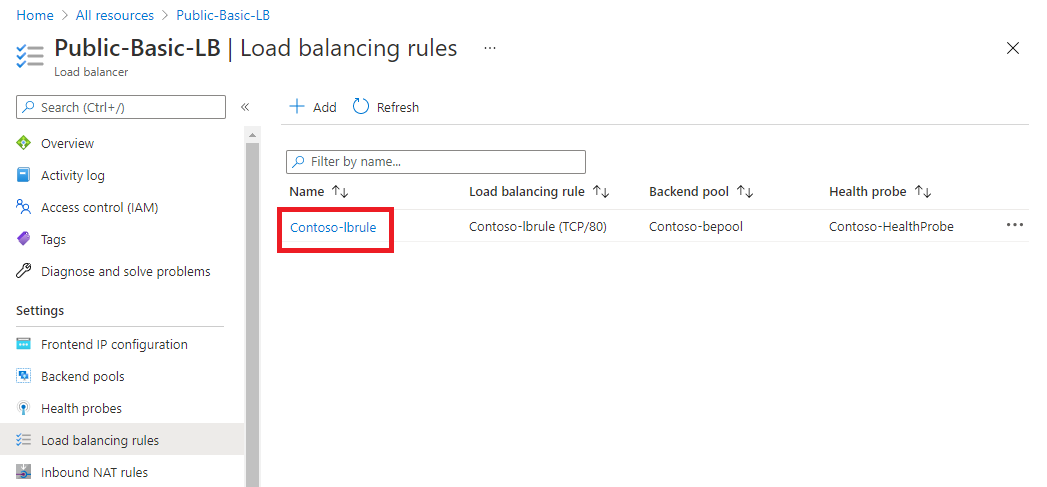 Home > All resources > Public-Basic-LB
Public-Basic-LB | Load balancing rules ...
Load balancer
Search (Ctrl+/) «
Add Refresh
Overview
Activity log
Access control (IAM)
Tags
Diagnose and solve problems
Settings
Frontend IP configuration
Backend pools
Health probes
Load balancing rules
Inbound NAT rules
Filter by name...
Name ↑↓ Load balancing rule ↑↓ Backend pool ↑↓ Health probe ↑↓
Contoso-lbrule Contoso-lbrule (TCP/80) Contoso-bepool Contoso-HealthProbe ...